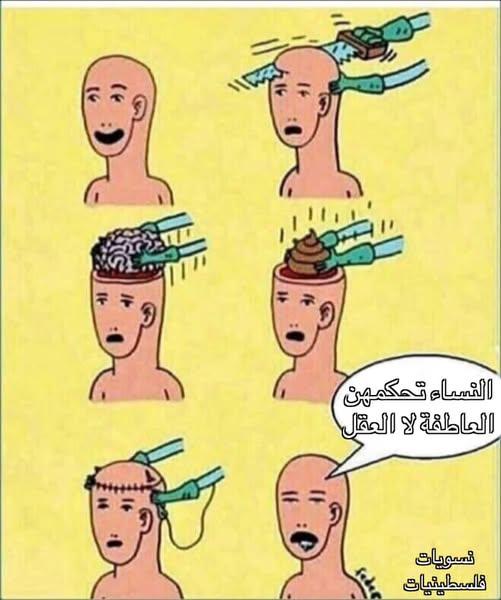 النساء تحكمهن
العاطفة لا العقل
نسويات
فلسطينيات